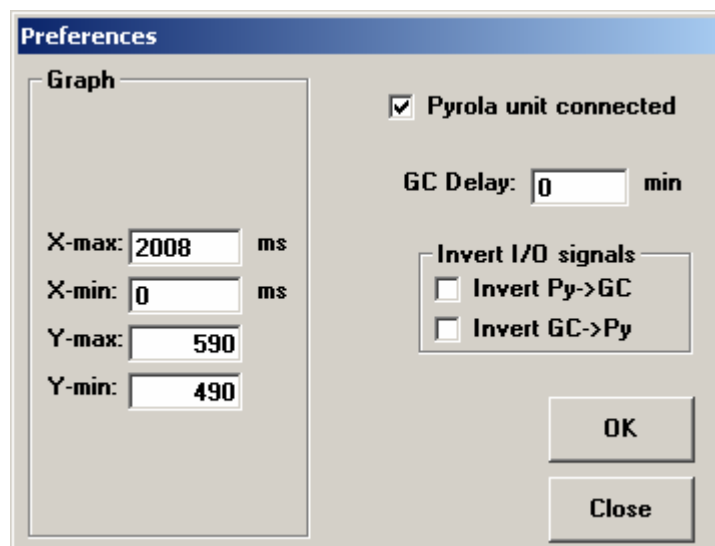 Preferences
Graph
X-max: 2008 ms
X-min: 0 ms
Y-max: 590
Y-min: 490
Pyrola unit connected
GC Delay: 0 min
Invert I/O signals
Invert Py->GC
Invert GC->Py
OK
Close